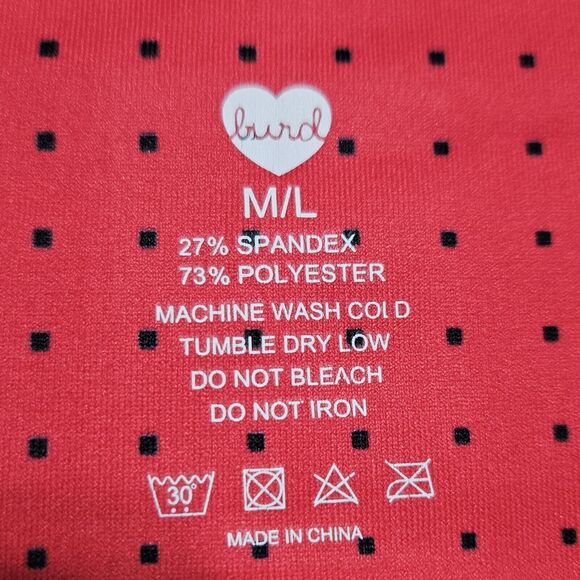 burd
M/L
27% SPANDEX
73% POLYESTER
MACHINE WASH COLD
TUMBLE DRY LOW
DO NOT BLEACH
DO NOT IRON
30°
MADE IN CHINA